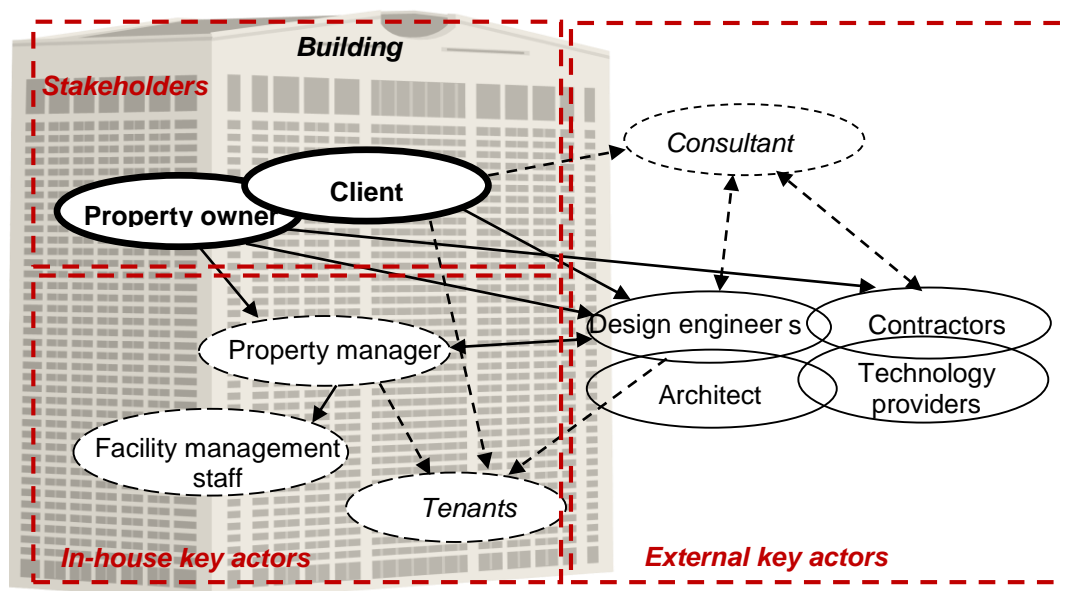 Building
Stakeholders
Consultant
Client
Property owner
Design engineer s
Contractors
Property manager
Technology
providers
Architect
Facility management
staff
Tenants
In-house key actors
External key actors